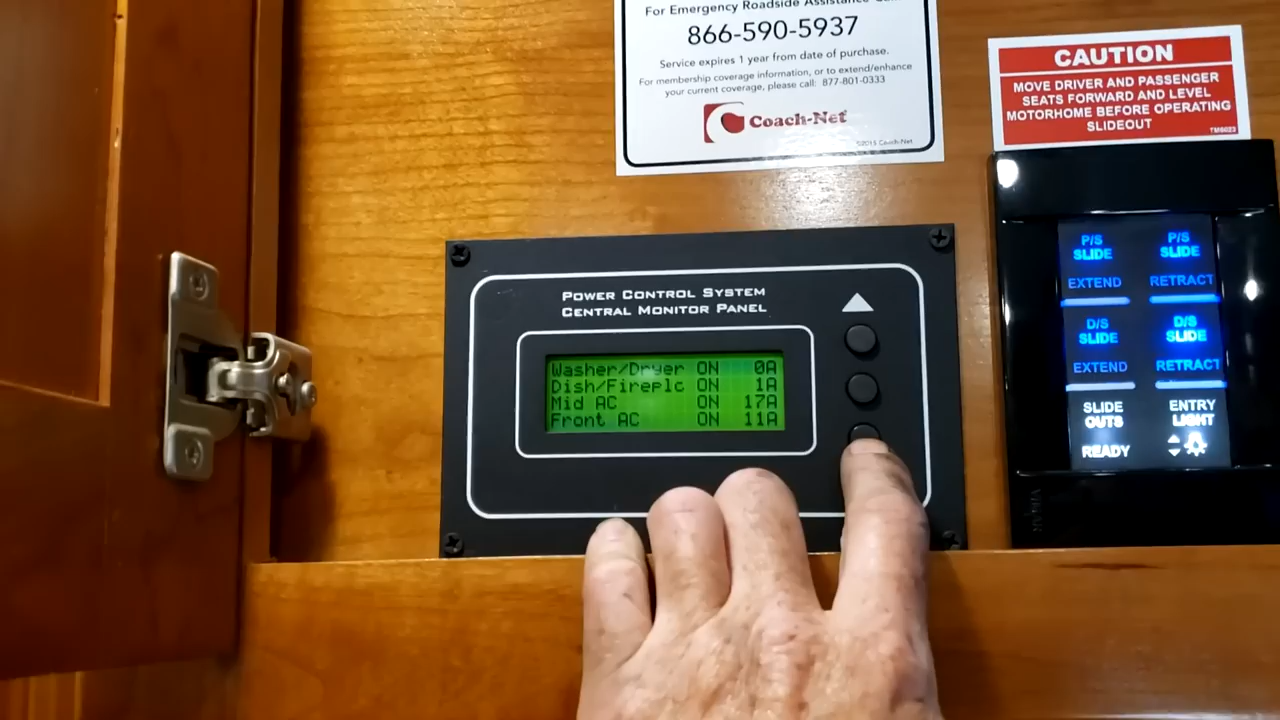 For Emergency Roadside Assistance
866-590-5937
Service expires 1 year from date of purchase.
For membership coverage information, or to extend/enhance
your current coverage, please call: 877-801-0333
Coach-Net®
©2015 Coach-Net
CAUTION
MOVE DRIVER AND PASSENGER
SEATS FORWARD AND LEVEL
MOTORHOME BEFORE OPERATING
SLIDEOUT
TM5023
POWER CONTROL SYSTEM
CENTRAL MONITOR PANEL
Washer/Dryer ON 0A
Dish/Fireplc ON 1A
Mid AC ON 17A
Front AC ON 11A
P/S
SLIDE
EXTEND
P/S
SLIDE
RETRACT
D/S
SLIDE
EXTEND
D/S
SLIDE
RETRACT
SLIDE
OUTS
READY
ENTRY
LIGHT